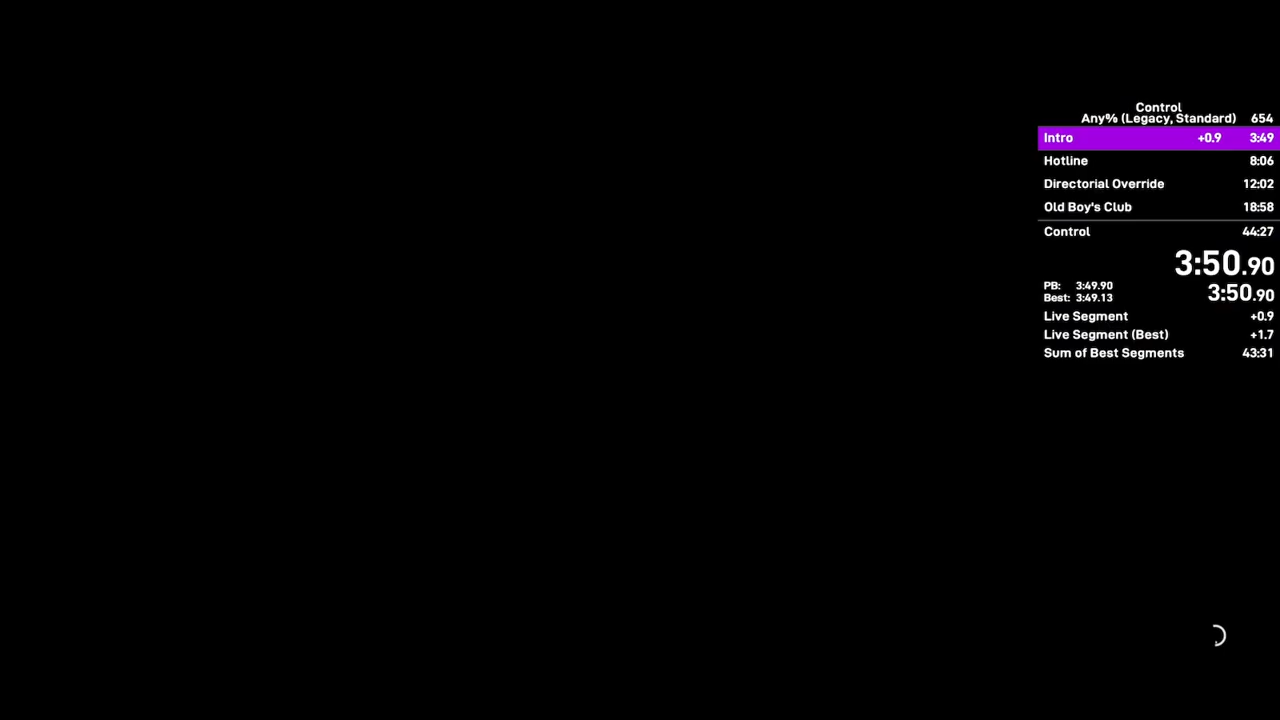 Control
Any% (Legacy, Standard) 654
Intro +0.9 3:49
Hotline 8:06
Directorial Override 12:02
Old Boy's Club 18:58
Control 44:27
3:50.90
PB: 3:49.90
Best: 3:49.13
3:50.90
Live Segment +0.9
Live Segment (Best) +1.7
Sum of Best Segments 43:31